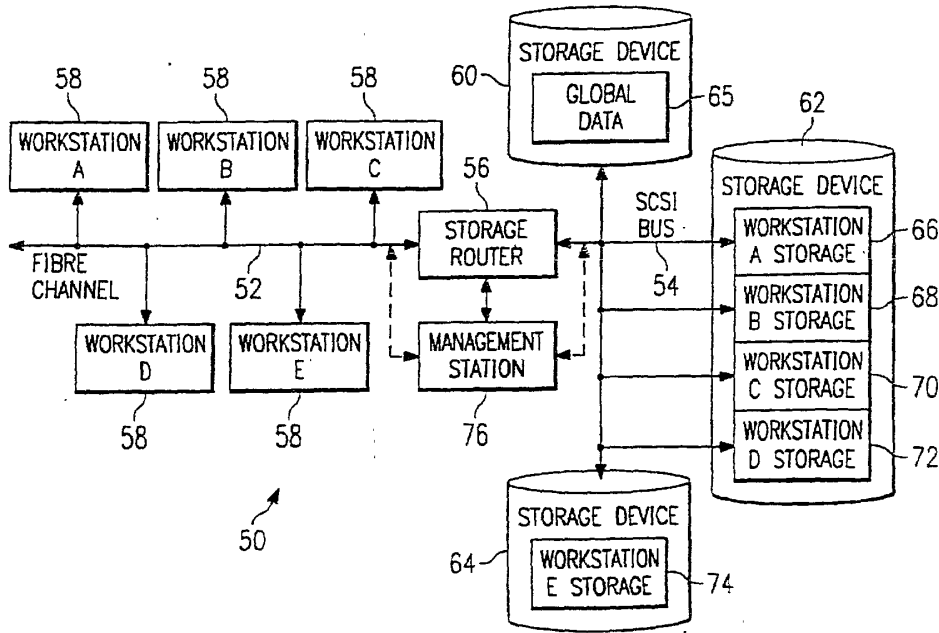 58
WORKSTATION
A
58
WORKSTATION
B
58
WORKSTATION
C
FIBRE
CHANNEL
52
WORKSTATION
D
58
WORKSTATION
E
58
50
56
STORAGE
ROUTER
MANAGEMENT
STATION
76
60
STORAGE DEVICE
GLOBAL
DATA
65
SCSI
BUS
54
62
STORAGE DEVICE
WORKSTATION
A STORAGE
66
WORKSTATION
B STORAGE
68
WORKSTATION
C STORAGE
70
WORKSTATION
D STORAGE
72
64
STORAGE DEVICE
WORKSTATION
E STORAGE
74